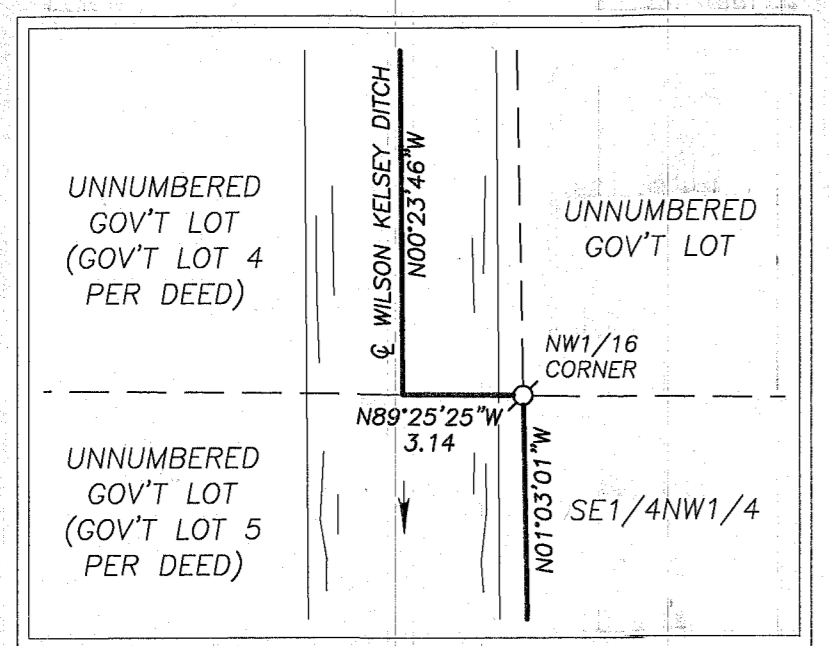 UNNUMBERED
GOV'T LOT
(GOV'T LOT 4
PER DEED)
℄ WILSON KELSEY DITCH
N00°23'46"W
UNNUMBERED
GOV'T LOT
NW1/16
CORNER
N89°25'25"W
3.14
UNNUMBERED
GOV'T LOT
(GOV'T LOT 5
PER DEED)
N01°03'01"W
SE1/4NW1/4